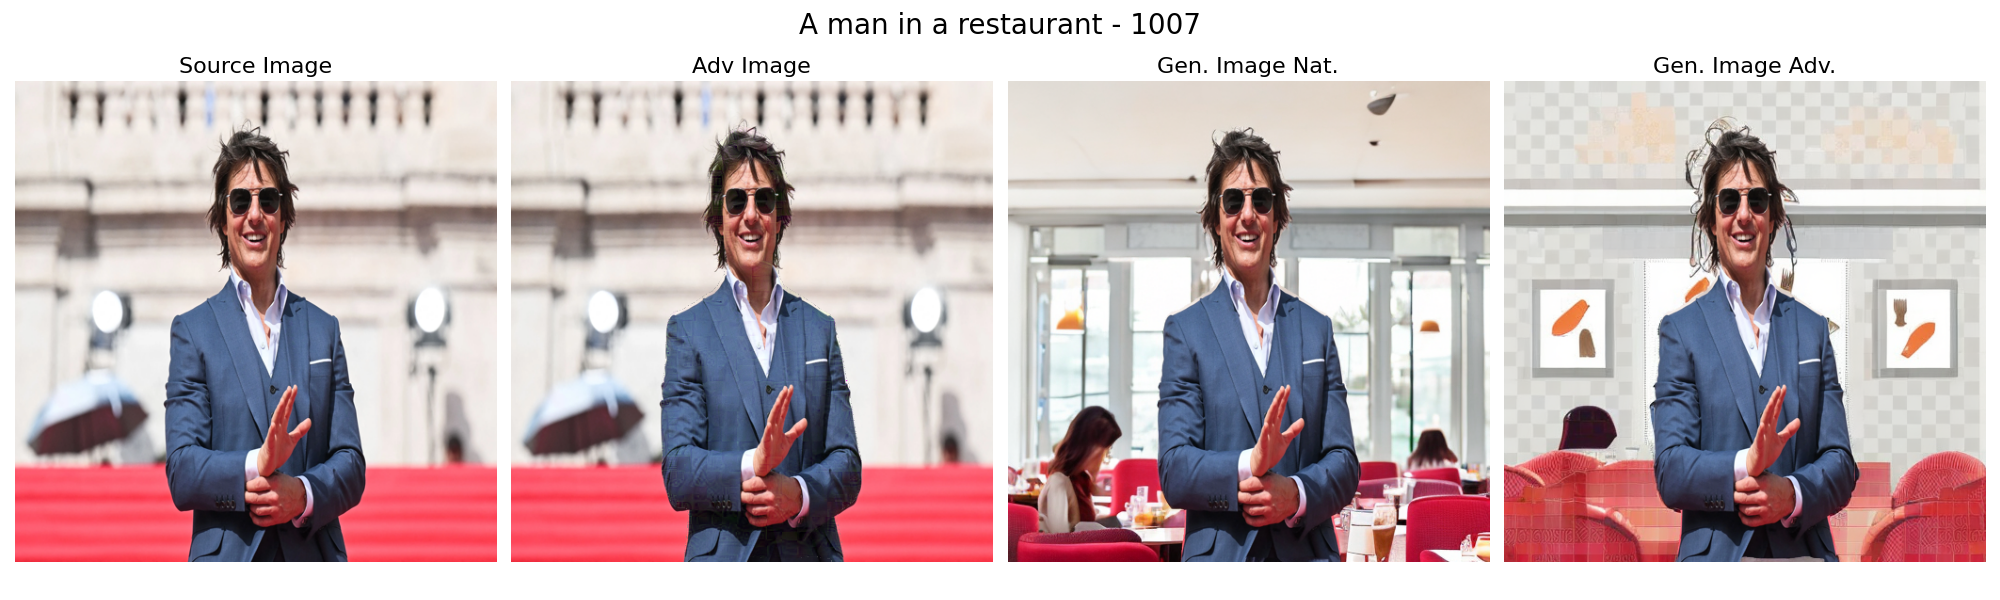 A man in a restaurant - 1007
Source Image
Adv Image
Gen. Image Nat.
Gen. Image Adv.